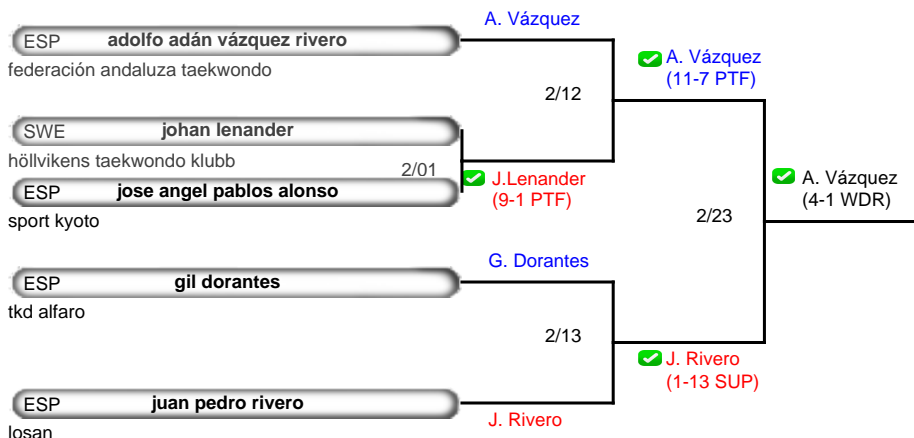 A. Vázquez
ESP adolfo adán vázquez rivero
federación andaluza taekwondo
A. Vázquez
(11-7 PTF)
2/12
SWE johan lenander
höllvikens taekwondo klubb
2/01
J.Lenander
(9-1 PTF)
ESP jose angel pablos alonso
sport kyoto
A. Vázquez
(4-1 WDR)
2/23
G. Dorantes
ESP gil dorantes
tkd alfaro
2/13
J. Rivero
(1-13 SUP)
ESP juan pedro rivero
J. Rivero
losan